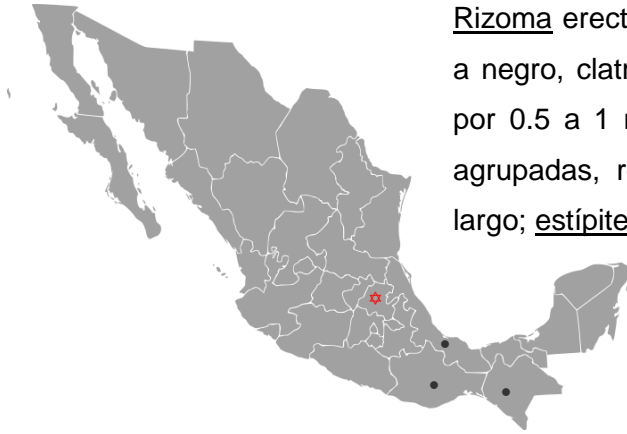 Rizoma erect
a negro, clatr
por 0.5 a 1 r
agrupadas, r
largo; estípite